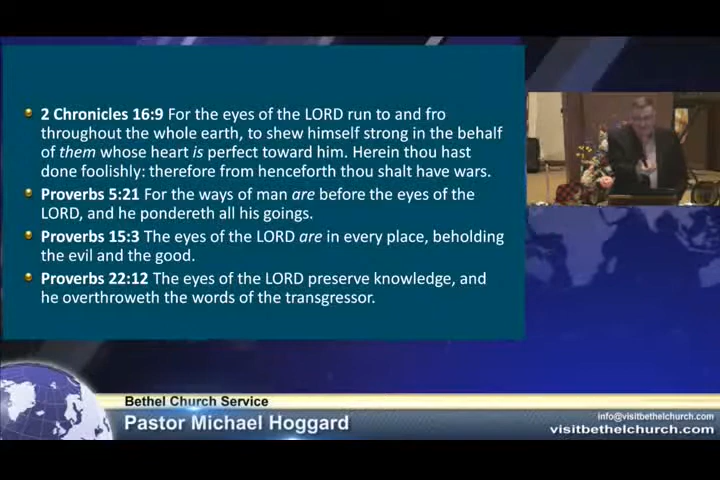 2 Chronicles 16:9 For the eyes of the LORD run to and fro
throughout the whole earth, to shew himself strong in the behalf
of them whose heart is perfect toward him. Herein thou hast
done foolishly: therefore from henceforth thou shalt have wars.
Proverbs 5:21 For the ways of man are before the eyes of the
LORD, and he pondereth all his goings.
Proverbs 15:3 The eyes of the LORD are in every place, beholding
the evil and the good.
Proverbs 22:12 The eyes of the LORD preserve knowledge, and
he overthroweth the words of the transgressor.
Bethel Church Service
Pastor Michael Hoggard
info@visitbethelchurch.com
visitbethelchurch.com